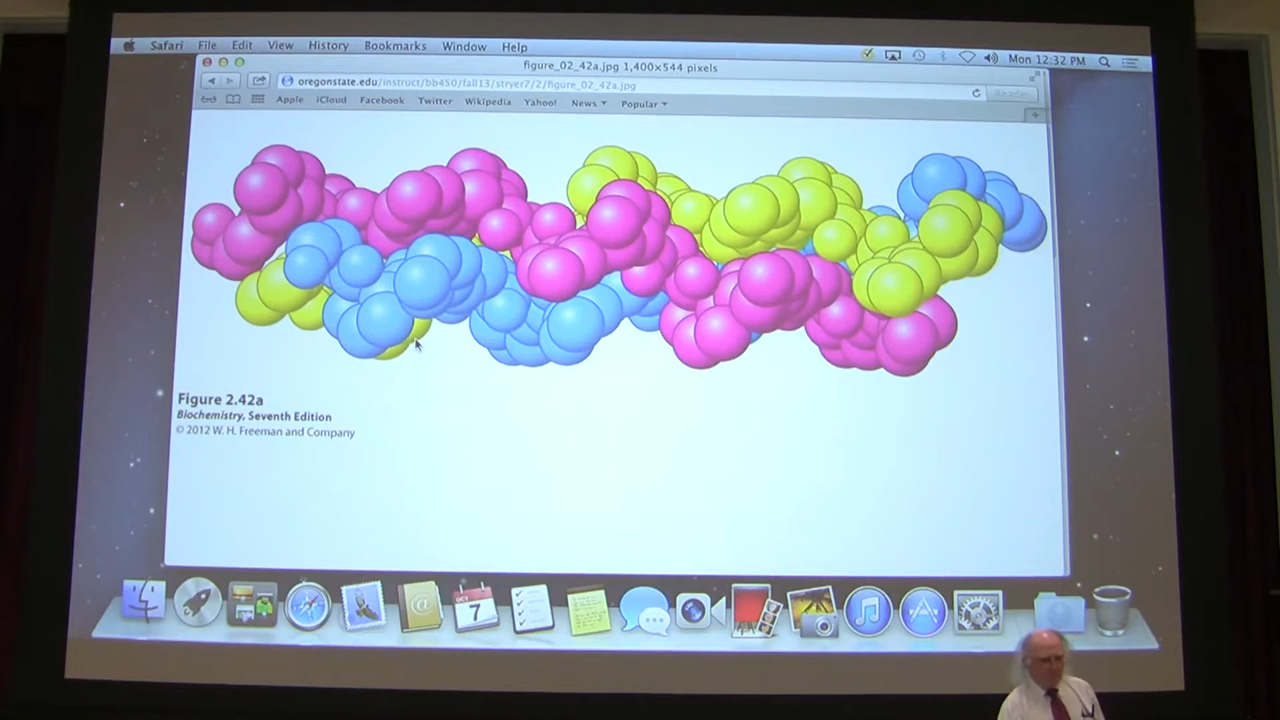 Safari File Edit View History Bookmarks Window Help Mon 12:32 PM
figure_02_42a.jpg 1,400×544 pixels
oregonstate.edu/instruct/bb450/fall13/stryer7/2/figure_02_42a.jpg
Apple iCloud Facebook Twitter Wikipedia Yahoo! News Popular
Figure 2.42a
Biochemistry, Seventh Edition
© 2012 W. H. Freeman and Company
OCT
7
@